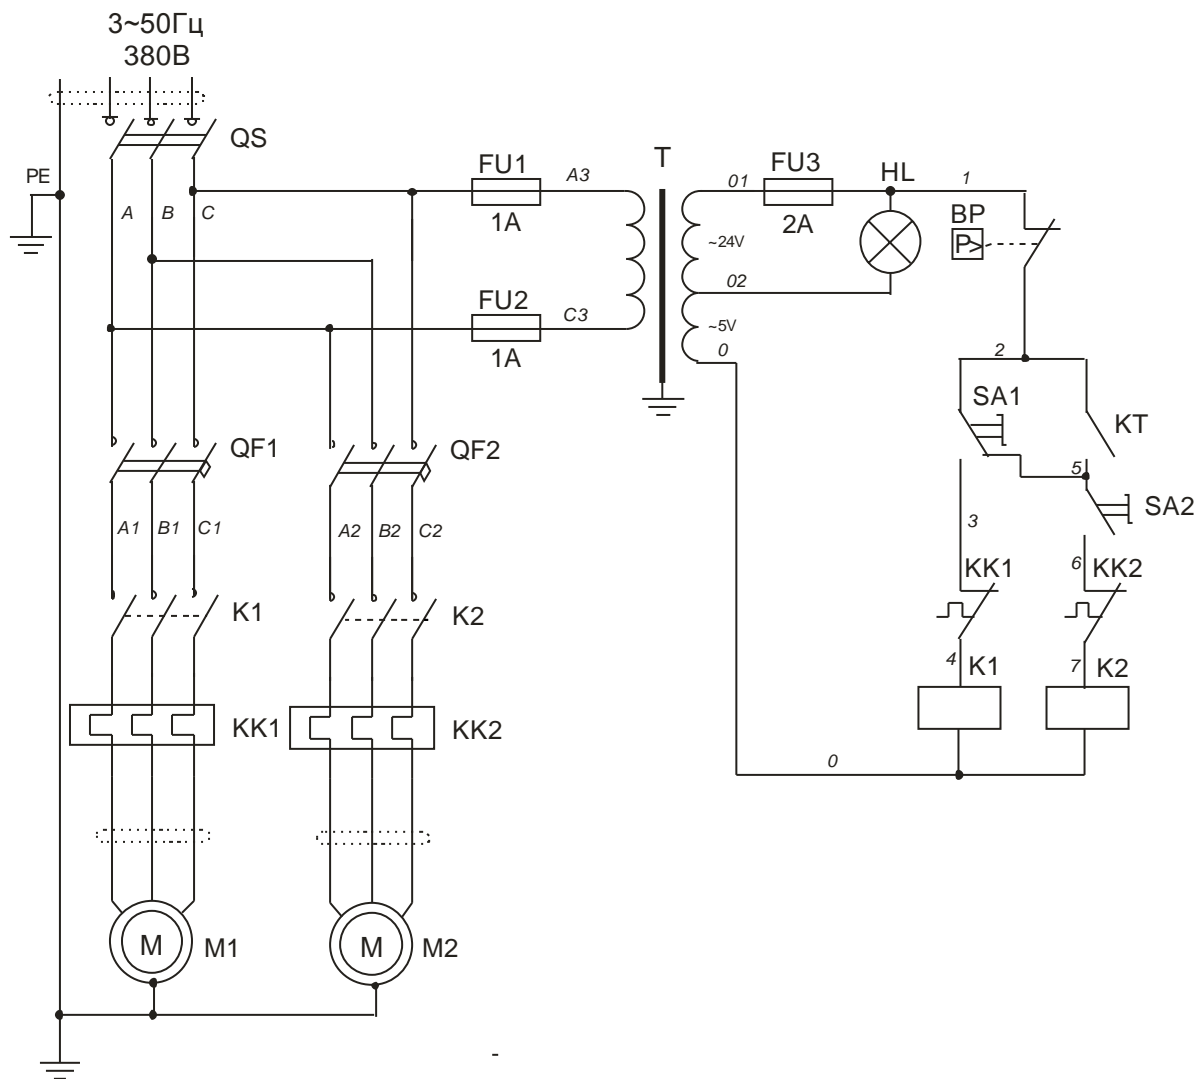 3~50Гц
380В
QS
PE
A
B
C
FU1
A3
1A
T
01
FU3
2A
HL
1
BP
P>
~24V
02
FU2
C3
1A
~5V
0
2
SA1
KT
QF1
QF2
5
SA2
A1
B1
C1
A2
B2
C2
3
6
KK1
KK2
K1
K2
4
K1
7
K2
KK1
KK2
0
M
M1
M
M2
-